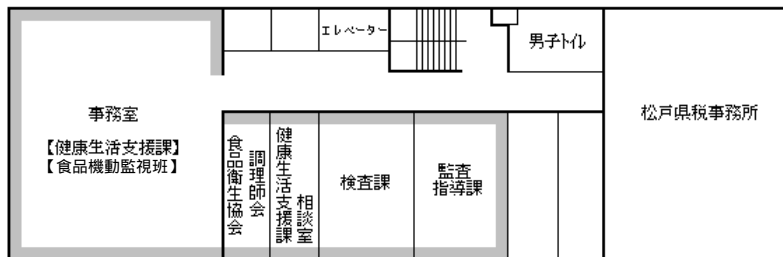 エレベーター
男子トイレ
事務室
【健康生活支援課】
【食品機動監視班】
松戸県税事務所
調理師会
食品衛生協会
健康生活支援課
相談室
検査課
監査
指導課